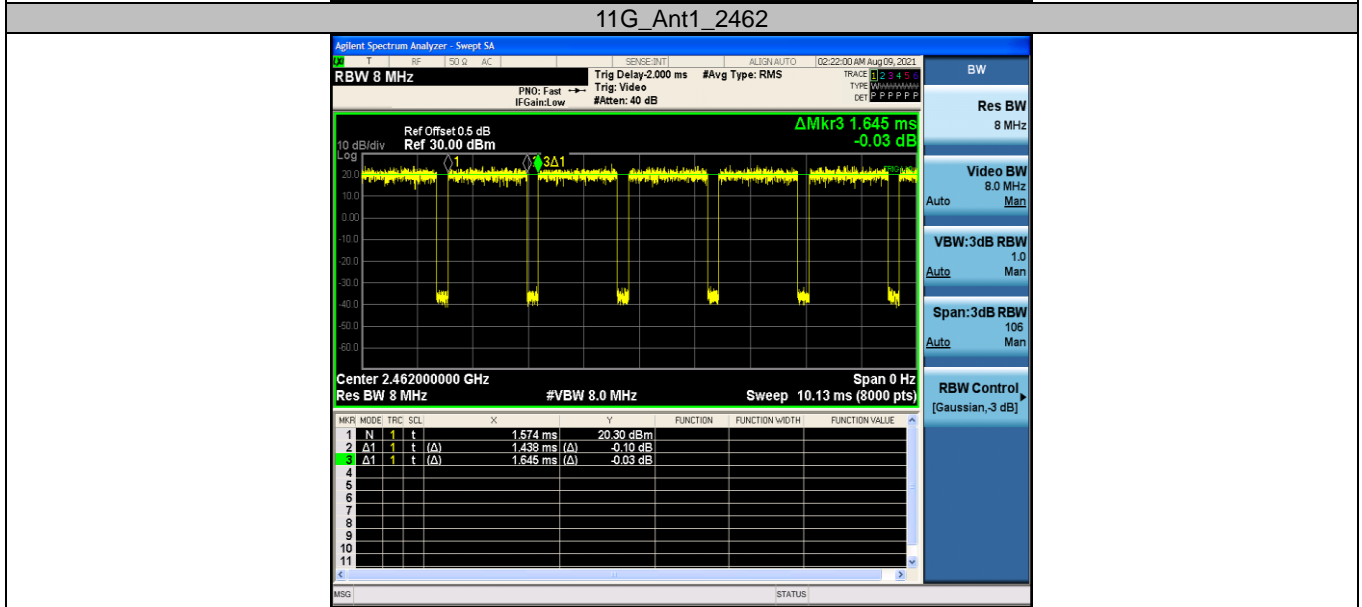 11G_Ant1_2462
Agilent Spectrum Analyzer - Swept SA
T RF 50 Ω AC SENSE:INT ALIGN AUTO 02:22:00 AM Aug 09, 2021
RBW 8 MHz
PNO: Fast
IFGain:Low
Trig Delay-2.000 ms
Trig: Video
#Atten: 40 dB
#Avg Type: RMS
TRACE 1 2 3 4 5 6
TYPE W
DET P P P P P P
ΔMkr3 1.645 ms
-0.03 dB
10 dB/div
Log
Ref Offset 0.5 dB
Ref 30.00 dBm
1
3Δ1
20.0
10.0
0.00
-10.0
-20.0
-30.0
-40.0
-50.0
-60.0
Center 2.462000000 GHz Span 0 Hz
Res BW 8 MHz #VBW 8.0 MHz Sweep 10.13 ms (8000 pts)
MKR MODE TRC SCL X Y FUNCTION FUNCTION WIDTH FUNCTION VALUE
1 N 1 t 1.574 ms 20.30 dBm
2 Δ1 1 t (Δ) 1.438 ms (Δ) -0.10 dB
3 Δ1 1 t (Δ) 1.645 ms (Δ) -0.03 dB
4
5
6
7
8
9
10
11
MSG STATUS
BW
Res BW
8 MHz
Video BW
8.0 MHz
Auto Man
VBW:3dB RBW
1.0
Auto Man
Span:3dB RBW
106
Auto Man
RBW Control
[Gaussian,-3 dB]